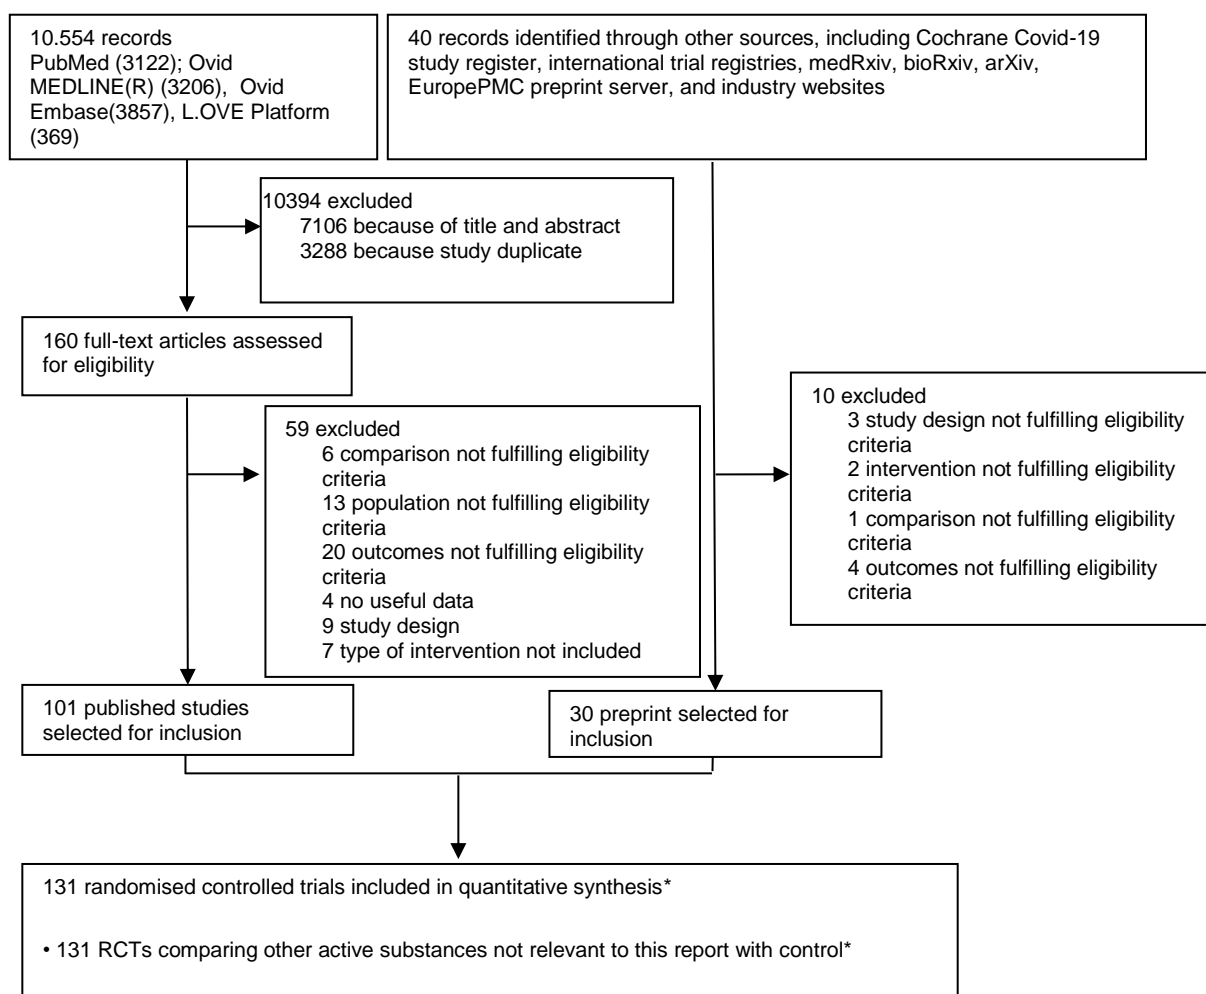 10.554 records
PubMed (3122); Ovid
MEDLINE(R) (3206), Ovid
Embase(3857), L.OVE Platform
(369)
40 records identified through other sources, including Cochrane Covid-19
study register, international trial registries, medRxiv, bioRxiv, arXiv,
EuropePMC preprint server, and industry websites
10394 excluded
7106 because of title and abstract
3288 because study duplicate
160 full-text articles assessed
for eligibility
59 excluded
6 comparison not fulfilling eligibility
criteria
13 population not fulfilling eligibility
criteria
20 outcomes not fulfilling eligibility
criteria
4 no useful data
9 study design
7 type of intervention not included
10 excluded
3 study design not fulfilling eligibility
criteria
2 intervention not fulfilling eligibility
criteria
1 comparison not fulfilling eligibility
criteria
4 outcomes not fulfilling eligibility
criteria
101 published studies
selected for inclusion
30 preprint selected for
inclusion
131 randomised controlled trials included in quantitative synthesis*
• 131 RCTs comparing other active substances not relevant to this report with control*